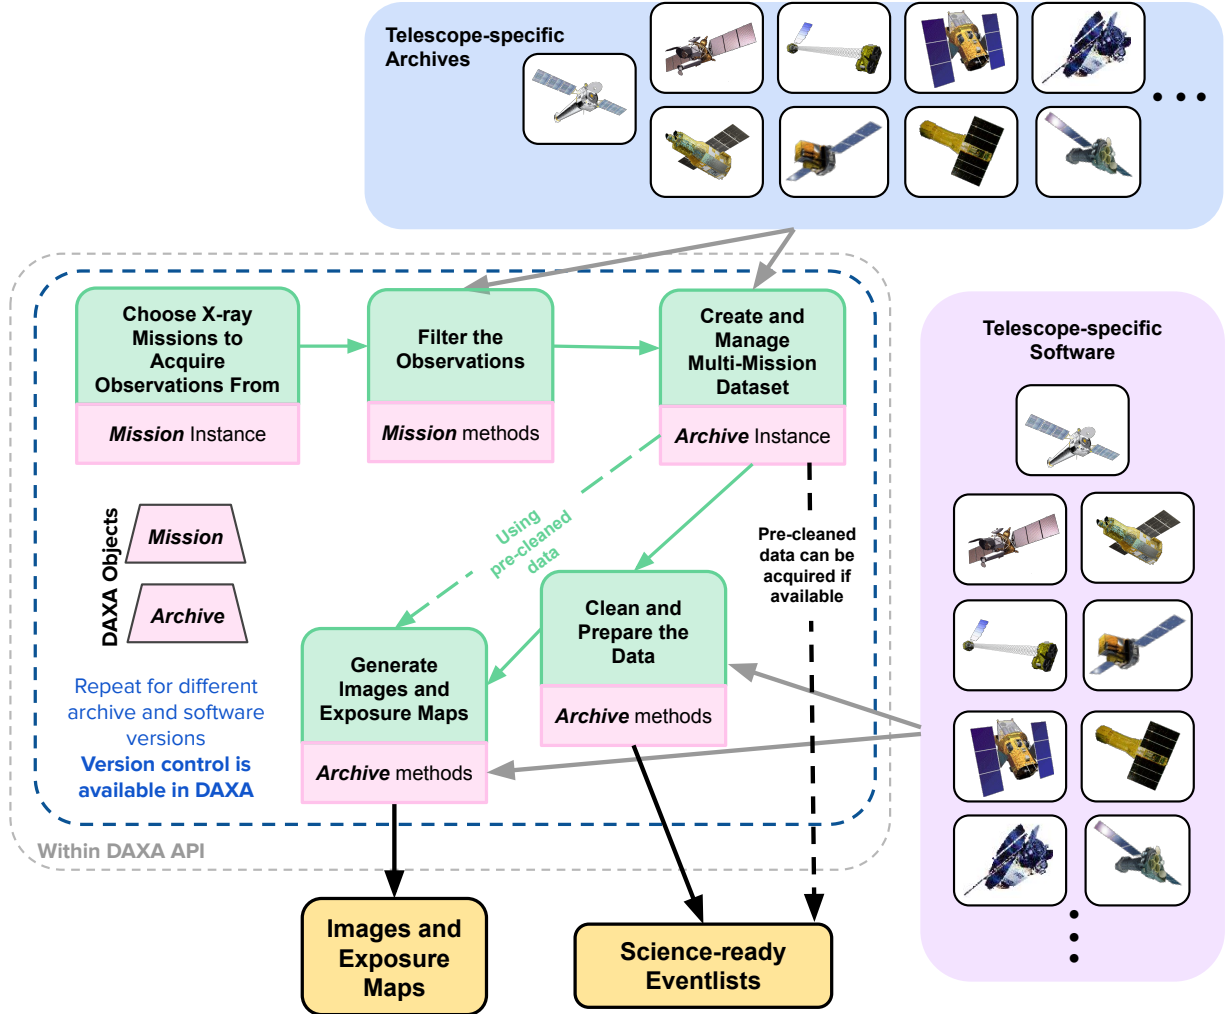 Telescope-specific
Archives
Choose X-ray
Missions to
Acquire
Observations From
Mission Instance
Filter the
Observations
Mission methods
Create and
Manage
Multi-Mission
Dataset
Archive Instance
Telescope-specific
Software
DAXA Objects
Mission
Archive
Using
pre-cleaned
data
Pre-cleaned
data can be
acquired if
available
Clean and
Prepare the
Data
Archive methods
Generate
Images and
Exposure Maps
Archive methods
Repeat for different
archive and software
versions
Version control is
available in DAXA
Within DAXA API
Images and
Exposure
Maps
Science-ready
Eventlists